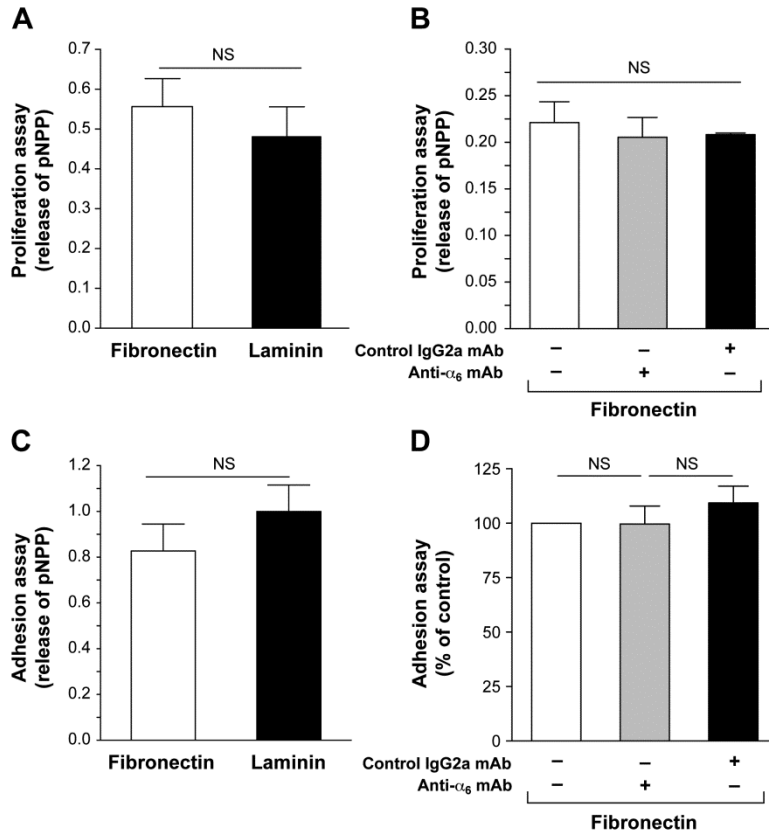 A
Proliferation assay
(release of pNPP)
0.7
0.6
0.5
0.4
0.3
0.2
0.1
0.0
NS
Fibronectin Laminin
B
Proliferation assay
(release of pNPP)
0.30
0.25
0.20
0.15
0.10
0.05
0.00
NS
Control IgG2a mAb – – +
Anti-α₆ mAb – + –
Fibronectin
C
Adhesion assay
(release of pNPP)
1.2
1.0
0.8
0.6
0.4
0.2
0.0
NS
Fibronectin Laminin
D
Adhesion assay
(% of control)
125
100
75
50
25
0
NS NS
Control IgG2a mAb – – +
Anti-α₆ mAb – + –
Fibronectin